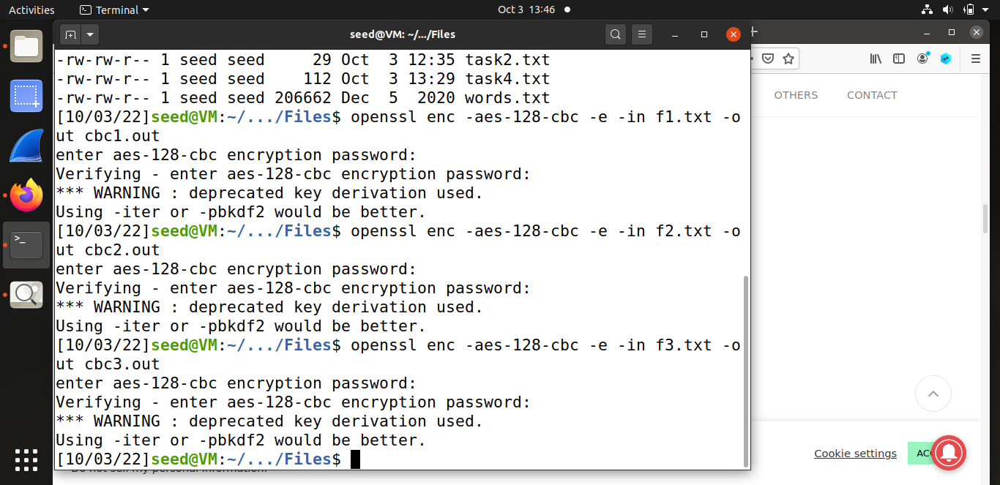 Activities
Terminal
Oct 3 13:46
seed@VM: ~/.../Files
-rw-rw-r-- 1 seed seed     29 Oct  3 12:35 task2.txt
-rw-rw-r-- 1 seed seed    112 Oct  3 13:29 task4.txt
-rw-rw-r-- 1 seed seed 206662 Dec  5  2020 words.txt
[10/03/22]seed@VM:~/.../Files$ openssl enc -aes-128-cbc -e -in f1.txt -o
ut cbc1.out
enter aes-128-cbc encryption password:
Verifying - enter aes-128-cbc encryption password:
*** WARNING : deprecated key derivation used.
Using -iter or -pbkdf2 would be better.
[10/03/22]seed@VM:~/.../Files$ openssl enc -aes-128-cbc -e -in f2.txt -o
ut cbc2.out
enter aes-128-cbc encryption password:
Verifying - enter aes-128-cbc encryption password:
*** WARNING : deprecated key derivation used.
Using -iter or -pbkdf2 would be better.
[10/03/22]seed@VM:~/.../Files$ openssl enc -aes-128-cbc -e -in f3.txt -o
ut cbc3.out
enter aes-128-cbc encryption password:
Verifying - enter aes-128-cbc encryption password:
*** WARNING : deprecated key derivation used.
Using -iter or -pbkdf2 would be better.
[10/03/22]seed@VM:~/.../Files$
OTHERS
CONTACT
Cookie settings
Do not sell my personal information.